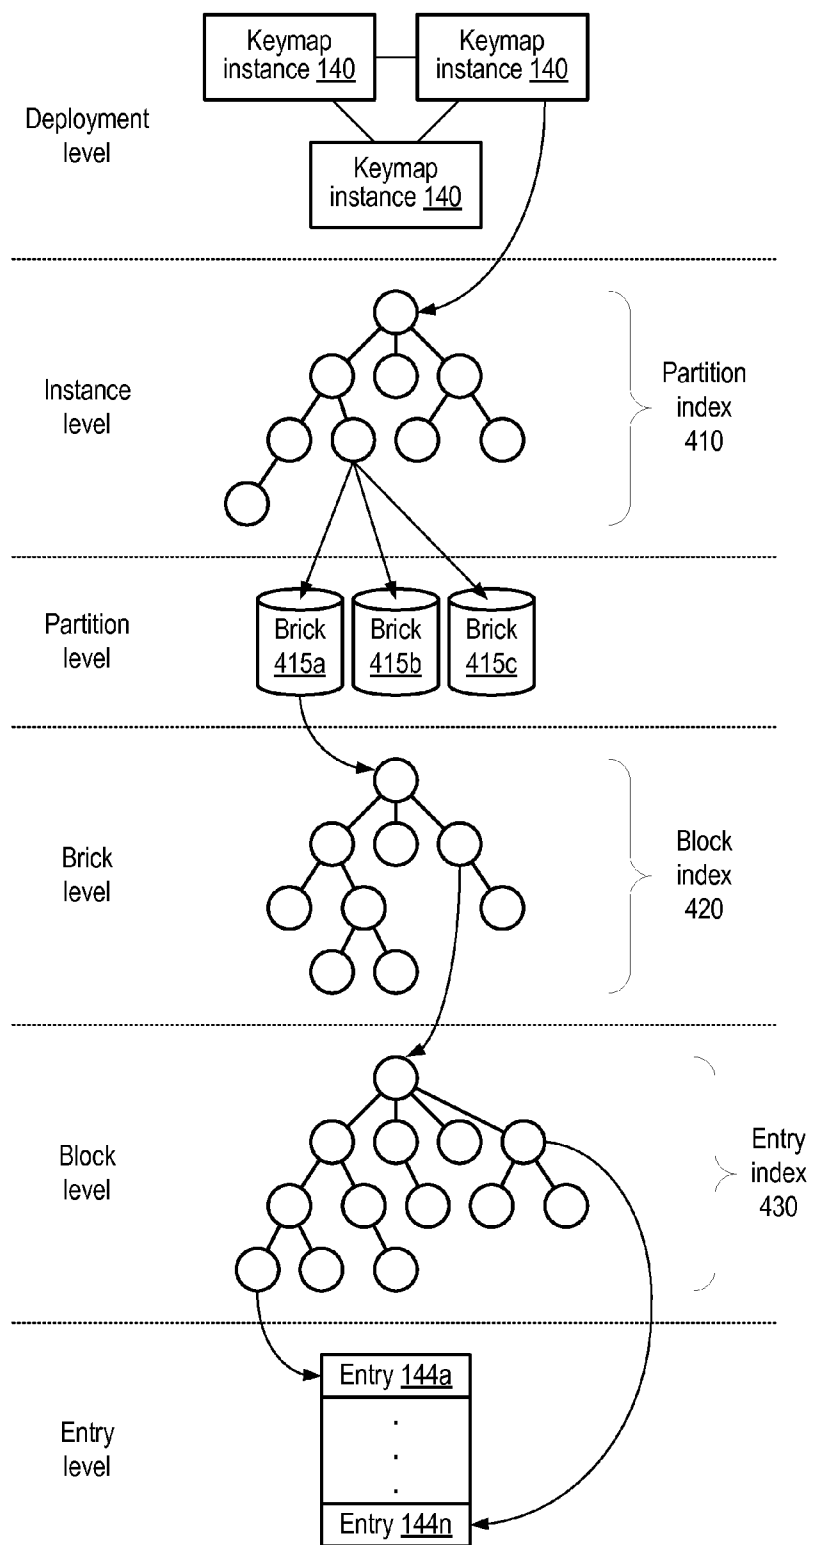 Keymap
instance 140
Keymap
instance 140
Deployment
level
Keymap
instance 140
Instance
level
Partition
index
410
Partition
level
Brick
415a
Brick
415b
Brick
415c
Brick
level
Block
index
420
Block
level
Entry
index
430
Entry
level
Entry 144a
.
.
.
Entry 144n